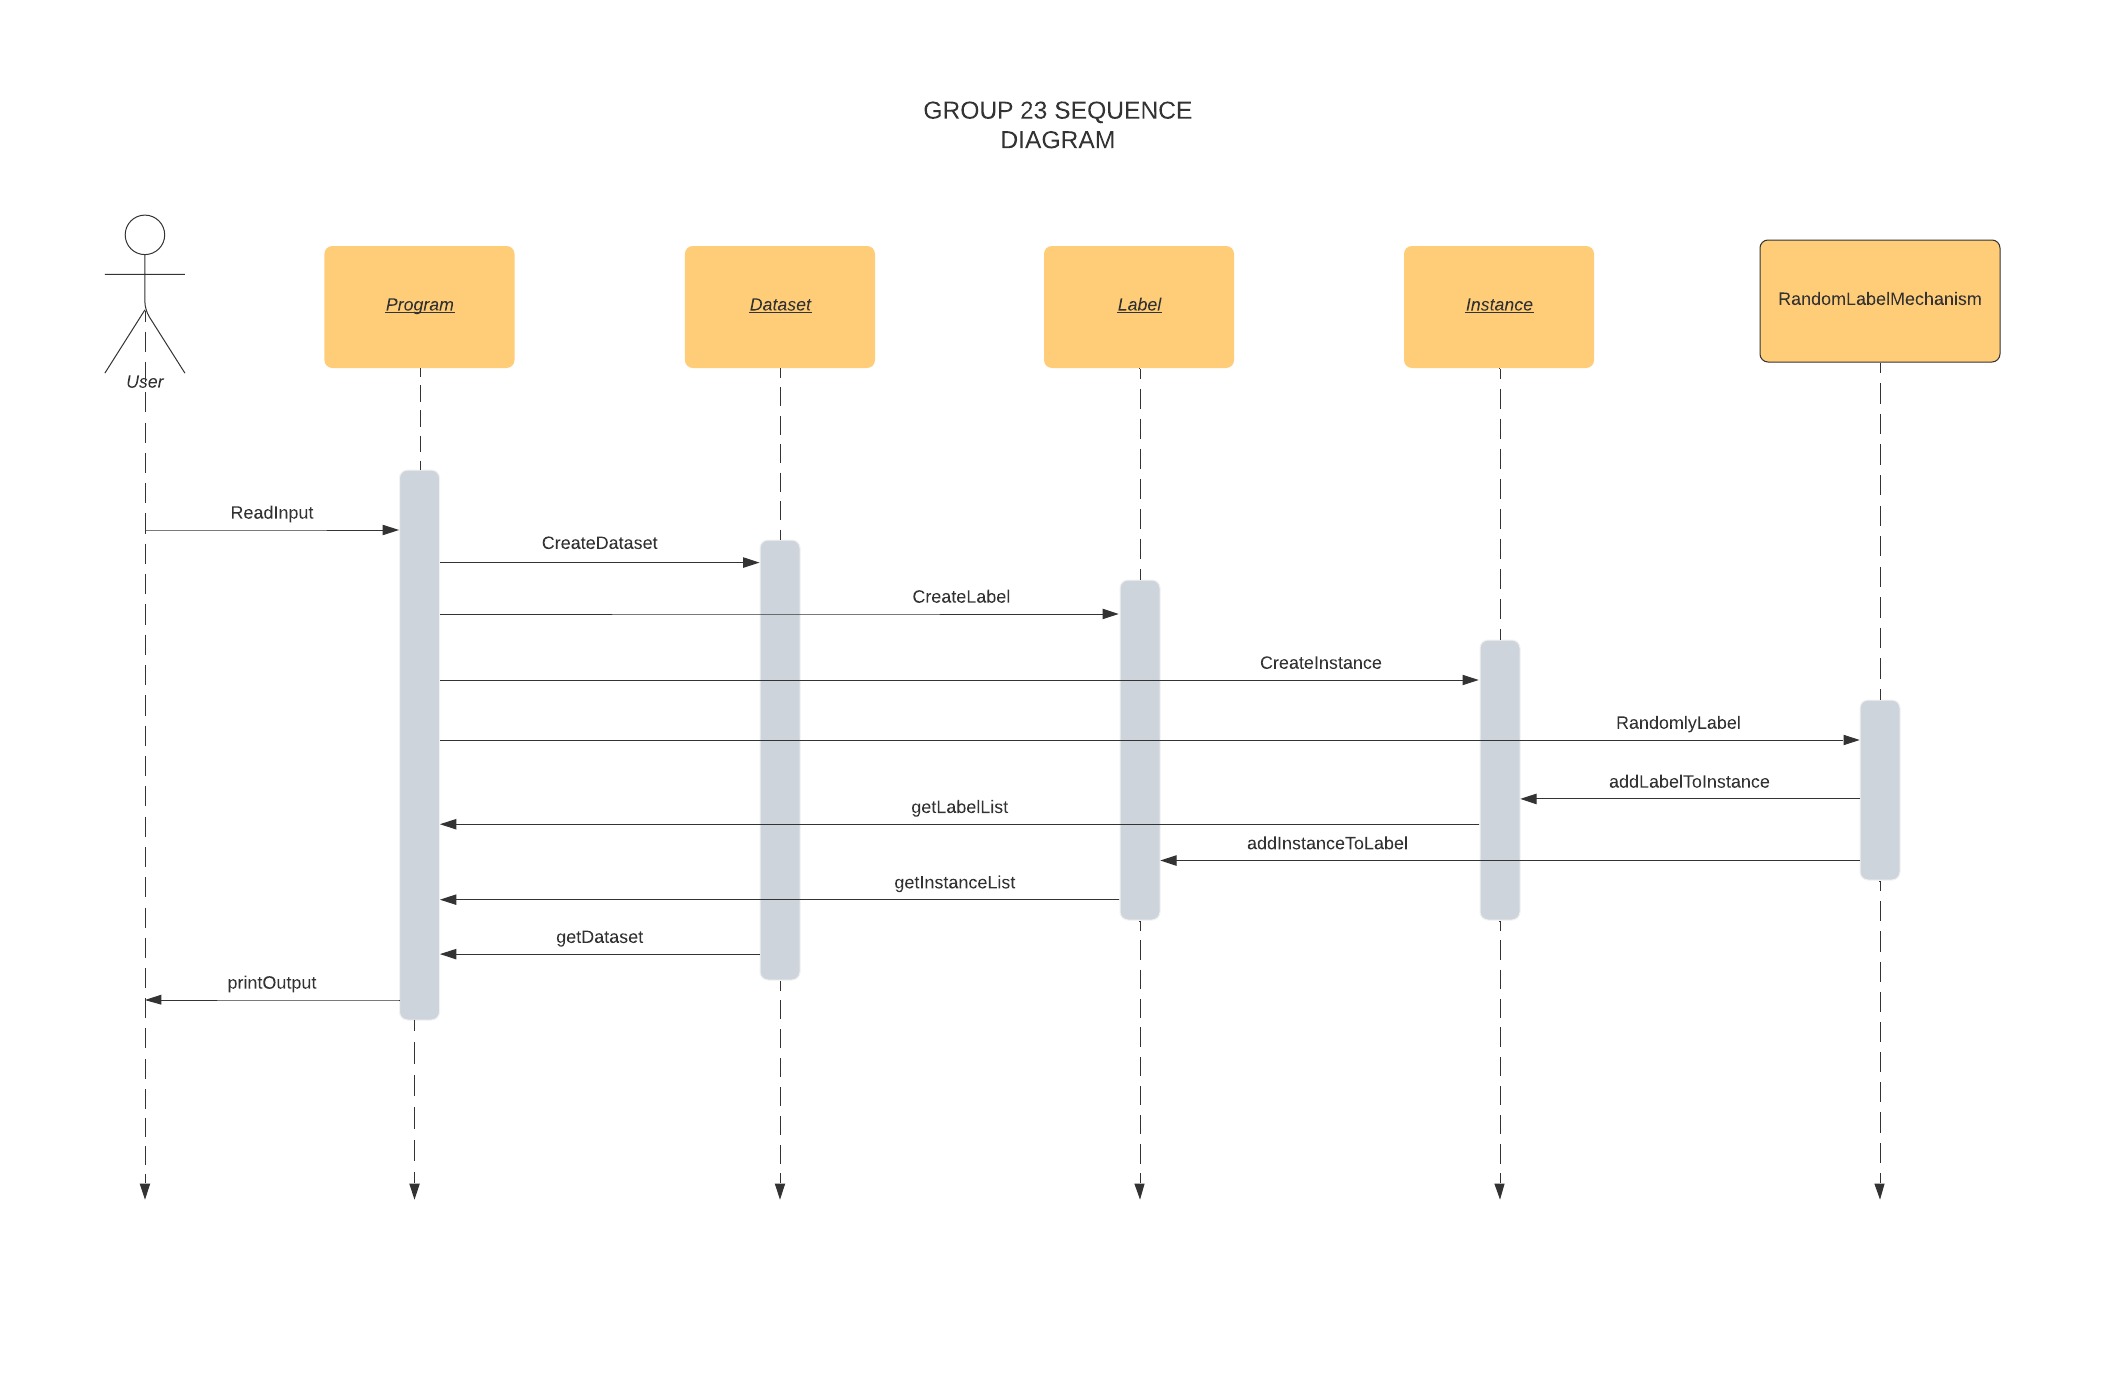 GROUP 23 SEQUENCE
DIAGRAM
Program
Dataset
Label
Instance
RandomLabelMechanism
User
ReadInput
CreateDataset
CreateLabel
CreateInstance
RandomlyLabel
addLabelToInstance
getLabelList
addInstanceToLabel
getInstanceList
getDataset
printOutput